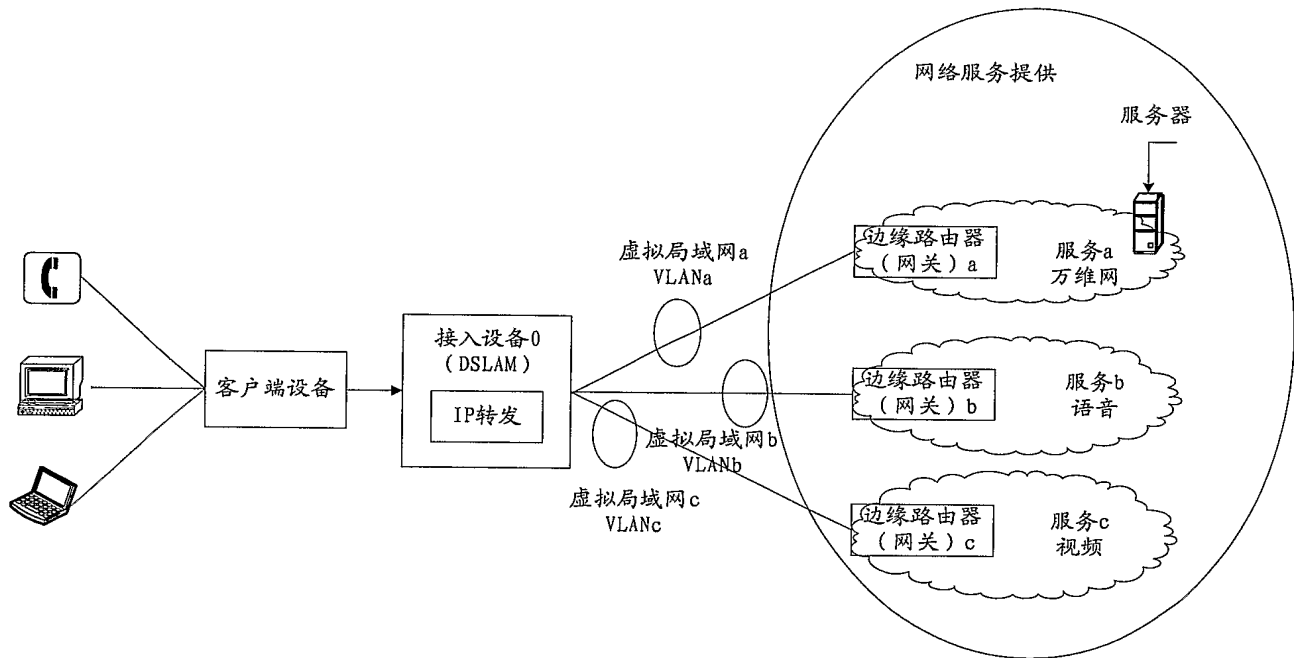 网络服务提供
服务器
虚拟局域网a
VLANa
边缘路由器
(网关)a
服务a
万维网
接入设备0
(DSLAM)
IP转发
客户端设备
边缘路由器
(网关)b
服务b
语音
虚拟局域网b
VLANb
虚拟局域网c
VLANc
边缘路由器
(网关)c
服务c
视频